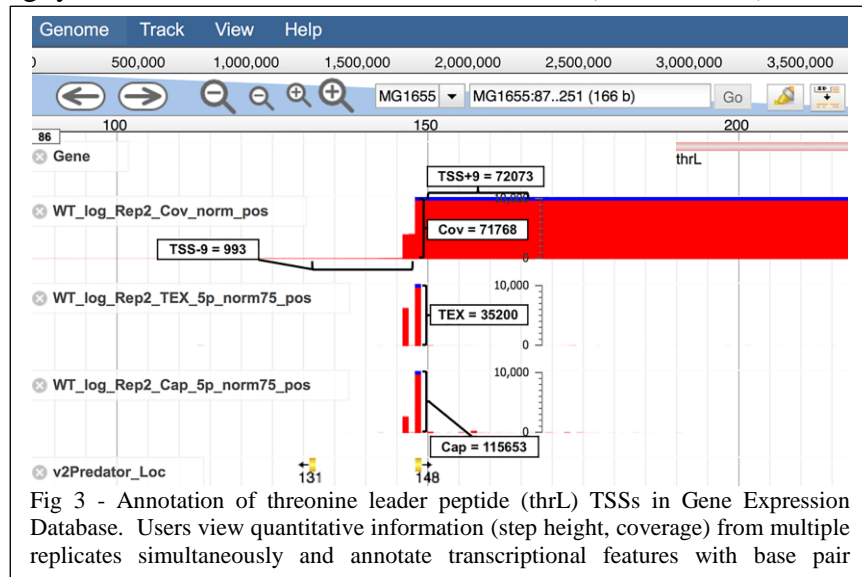 Genome Track View Help
0 500,000 1,000,000 1,500,000 2,000,000 2,500,000 3,000,000 3,500,000
MG1655 MG1655:87..251 (166 b) Go
100 150 200
86
Gene
thrL
TSS+9 = 72073
WT_log_Rep2_Cov_norm_pos
10,000
Cov = 71768
TSS-9 = 993
0
WT_log_Rep2_TEX_5p_norm75_pos
10,000
TEX = 35200
0
WT_log_Rep2_Cap_5p_norm75_pos
10,000
0
Cap = 115653
v2Predator_Loc
131 148
Fig 3 - Annotation of threonine leader peptide (thrL) TSSs in Gene Expression
Database. Users view quantitative information (step height, coverage) from multiple
replicates simultaneously and annotate transcriptional features with base pair